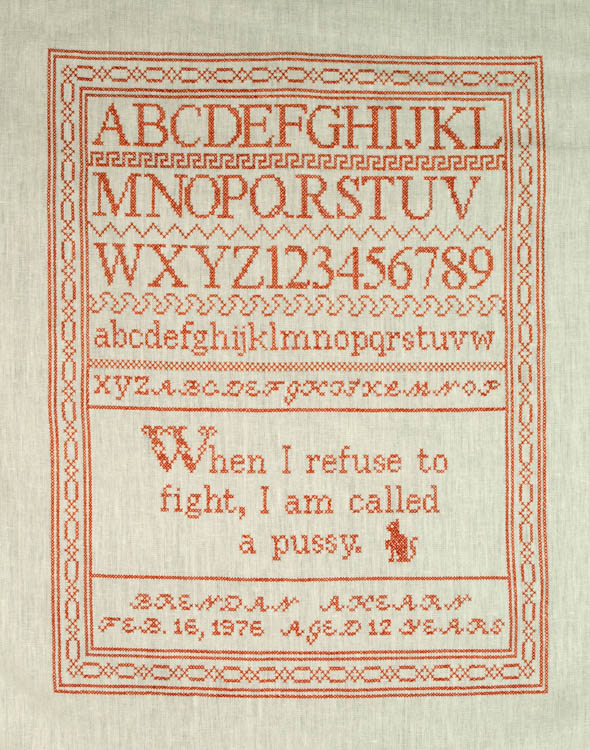 ABCDEFGHIJKL
MNOPQRSTUV
WXYZ123456789
abcdefghijklmnopqrstuvw
xyzABCDEFGHIJKLMNOP
When I refuse to
fight, I am called
a pussy.
BRENDAN AHEARN
FEB. 16, 1976 AGED 12 YEARS